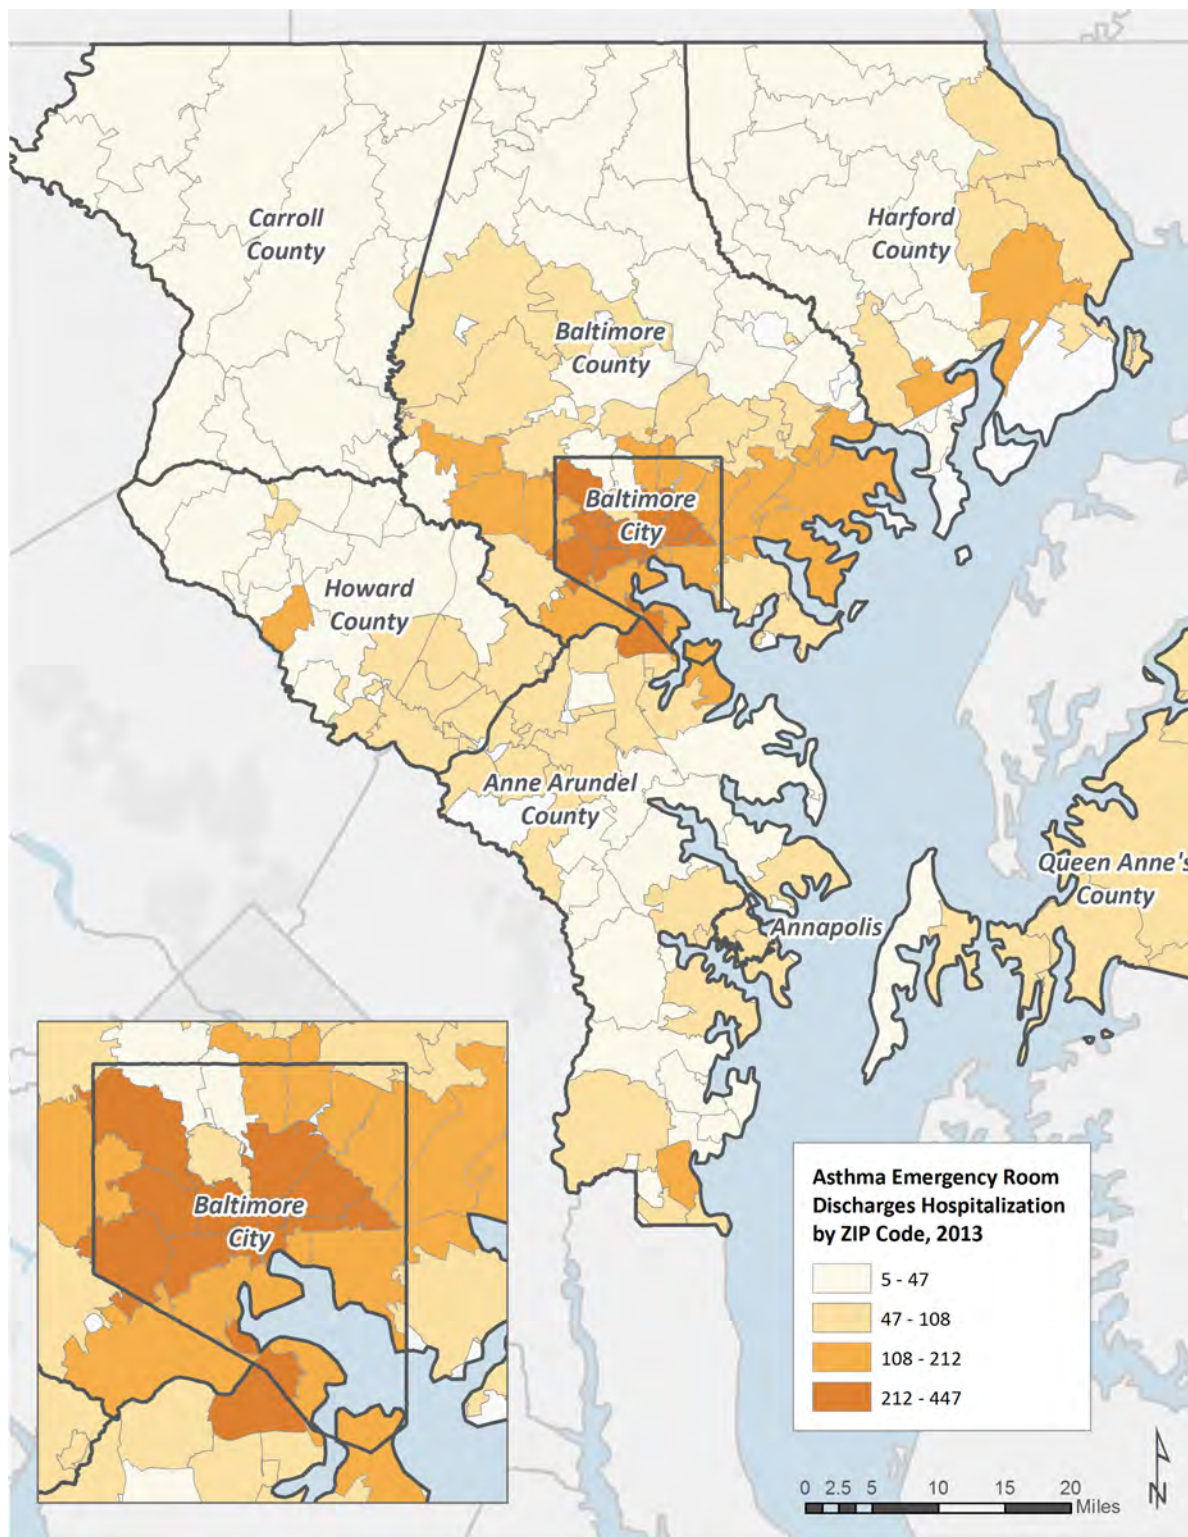 Carroll
County
Harford
County
Baltimore
County
Baltimore
City
Howard
County
Anne Arundel
County
Queen Anne's
County
Annapolis
Baltimore
City
Asthma Emergency Room
Discharges Hospitalization
by ZIP Code, 2013
5 - 47
47 - 108
108 - 212
212 - 447
N
0 2.5 5 10 15 20
Miles